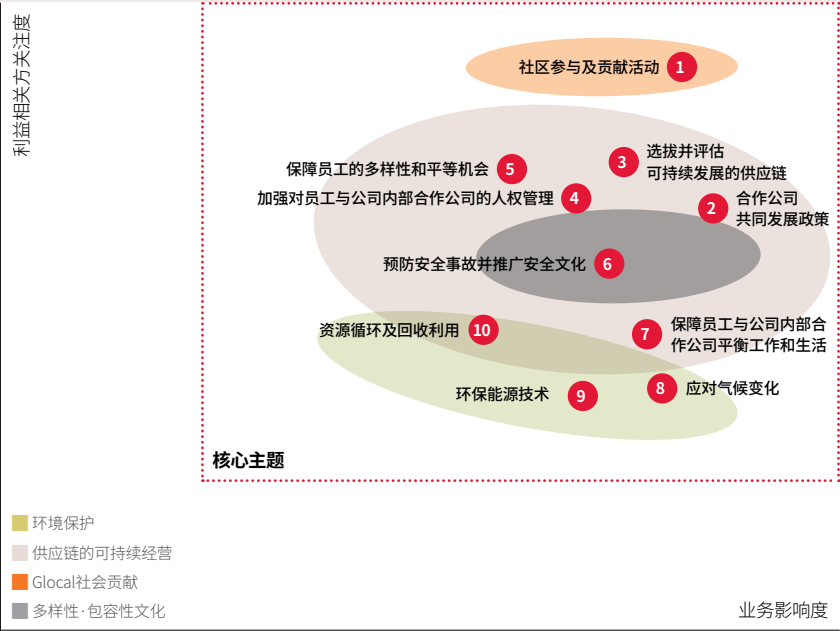 利益相关方关注度
社区参与及贡献活动 1
选拔并评估
3
可持续发展的供应链
保障员工的多样性和平等机会 5
加强对员工与公司内部合作公司的人权管理 4
合作公司
2
共同发展政策
预防安全事故并推广安全文化 6
资源循环及回收利用 10
保障员工与公司内部合
7
作公司平衡工作和生活
环保能源技术 9
8 应对气候变化
核心主题
环境保护
供应链的可持续经营
Glocal社会贡献
多样性·包容性文化
业务影响度